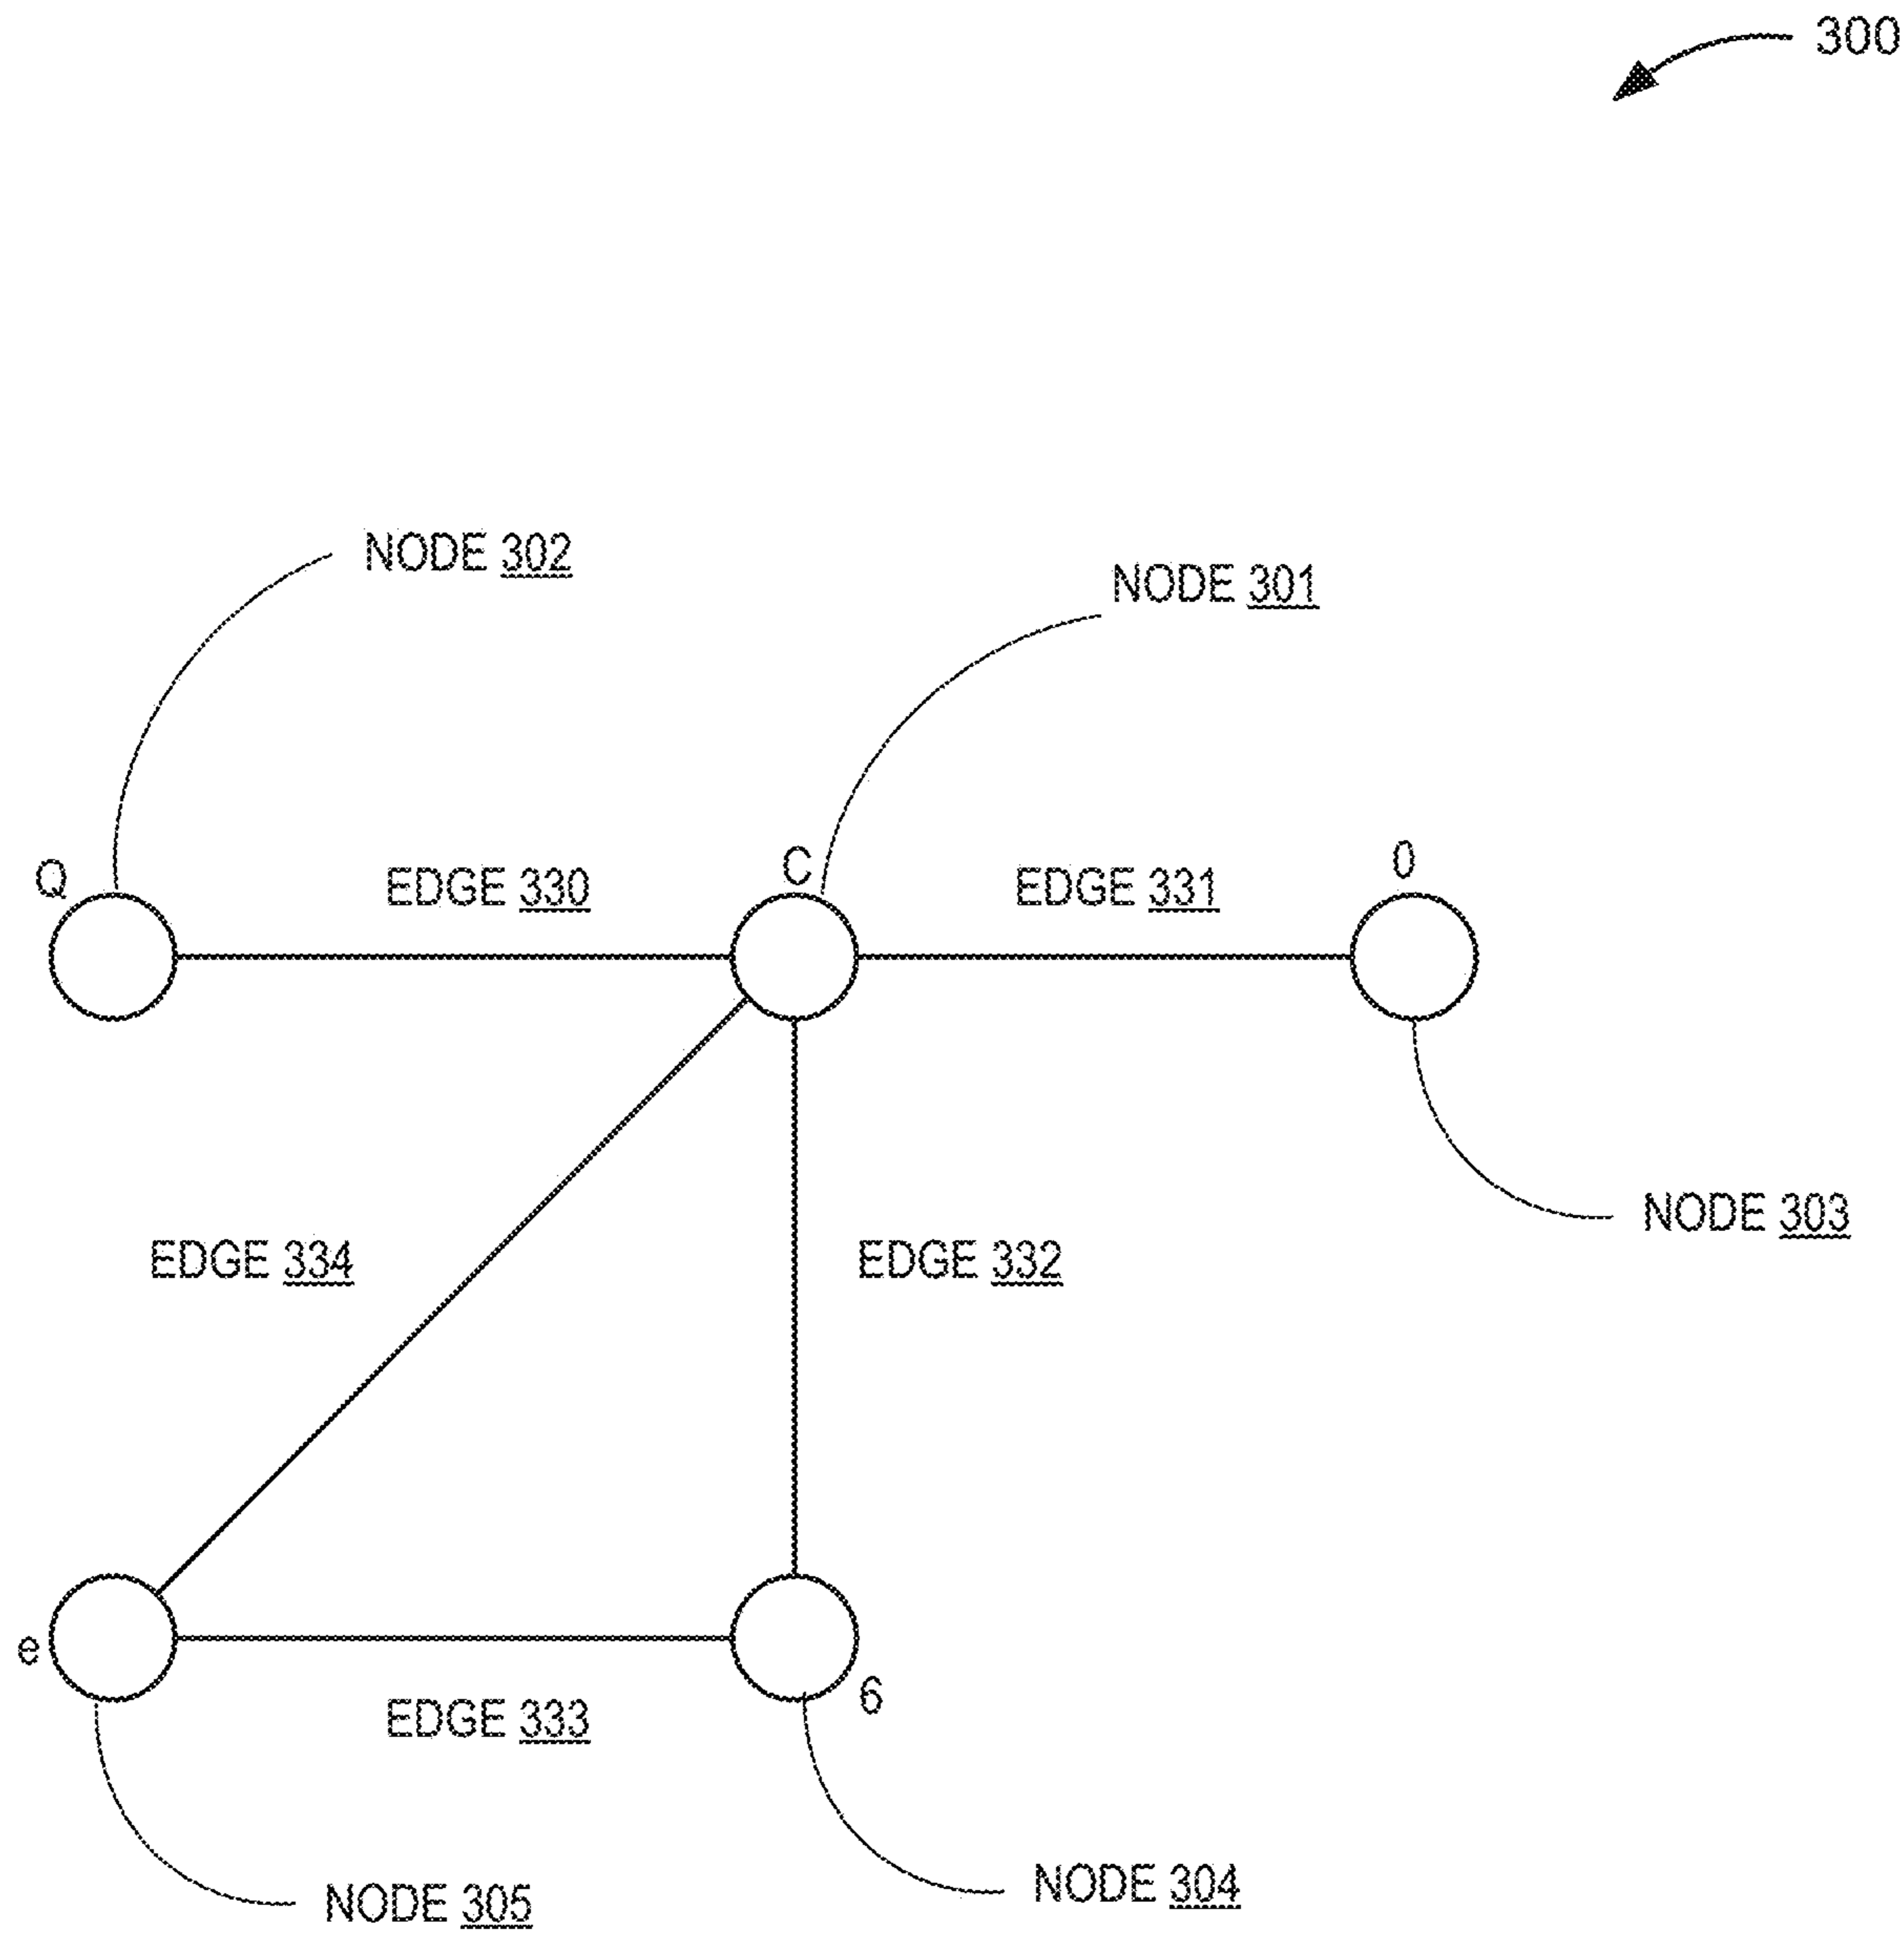 300
NODE 302
NODE 301
Q
EDGE 330
C
EDGE 331
0
NODE 303
EDGE 334
EDGE 332
e
6
EDGE 333
NODE 304
NODE 305